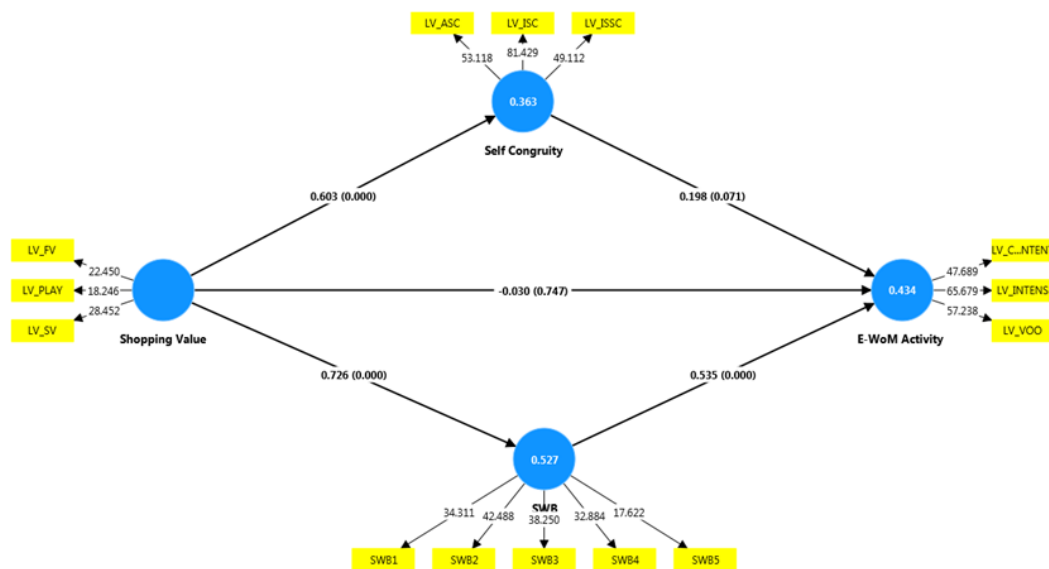 LV_ASC
LV_ISC
LV_ISSC
53.118
81.429
49.112
0.363
Self Congruity
0.603 (0.000)
0.198 (0.071)
LV_FV
LV_PLAY
LV_SV
22.450
18.246
28.452
Shopping Value
-0.030 (0.747)
LV_C...NTENT
LV_INTENS
LV_VOO
47.689
65.679
57.238
0.434
E-WoM Activity
0.726 (0.000)
0.535 (0.000)
0.527
SWB
34.311
42.488
38.250
32.884
17.622
SWB1
SWB2
SWB3
SWB4
SWB5